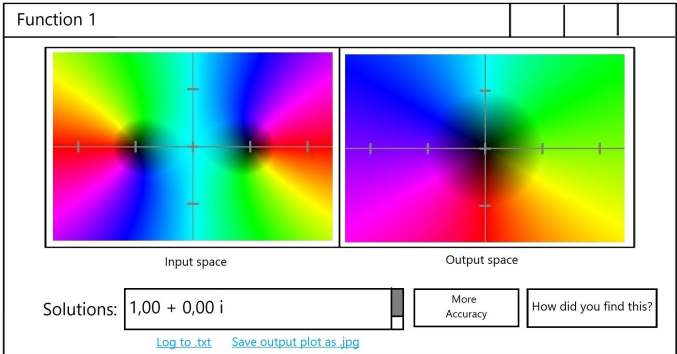 Function 1
Input space
Output space
Solutions:
1,00 + 0,00 i
More
Accuracy
How did you find this?
Log to .txt
Save output plot as .jpg